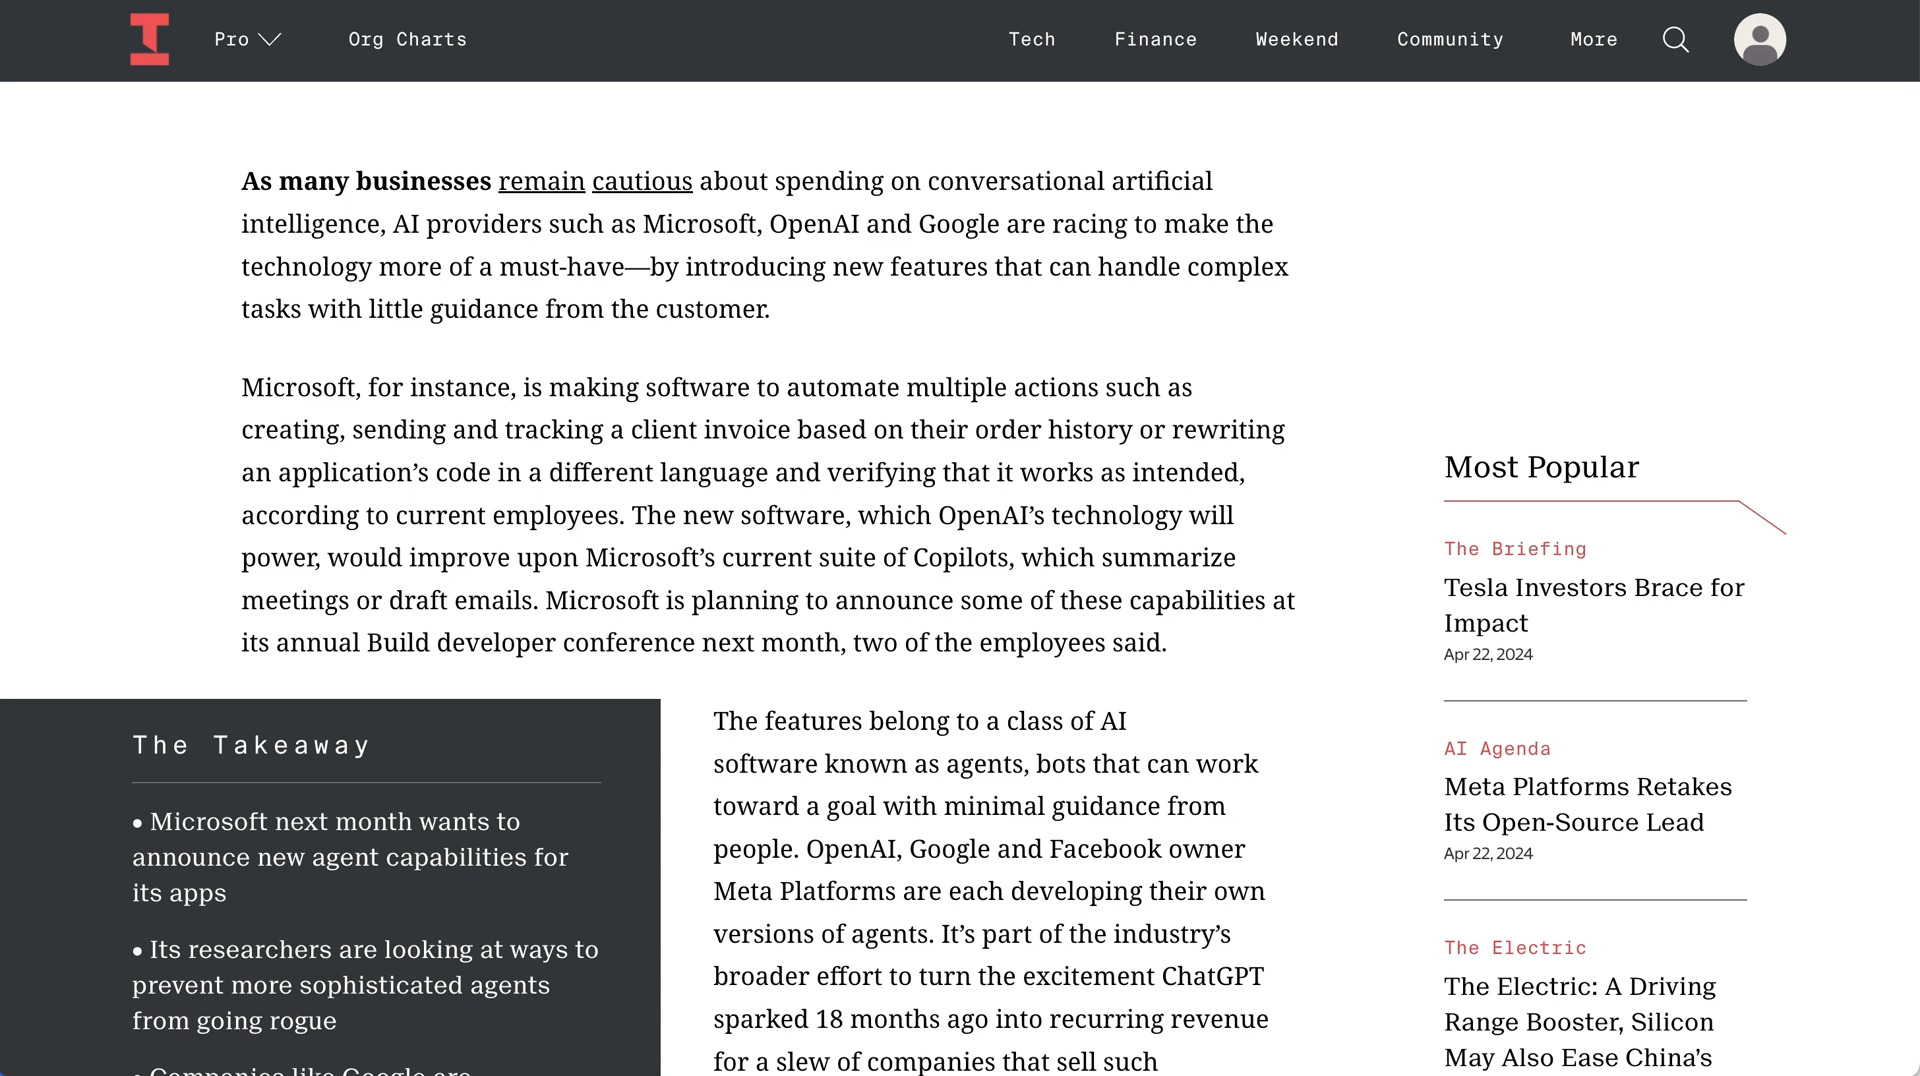 Pro
Org Charts
Tech
Finance
Weekend
Community
More
As many businesses remain cautious about spending on conversational artificial
intelligence, AI providers such as Microsoft, OpenAI and Google are racing to make the
technology more of a must-have—by introducing new features that can handle complex
tasks with little guidance from the customer.
Microsoft, for instance, is making software to automate multiple actions such as
creating, sending and tracking a client invoice based on their order history or rewriting
an application’s code in a different language and verifying that it works as intended,
according to current employees. The new software, which OpenAI’s technology will
power, would improve upon Microsoft’s current suite of Copilots, which summarize
meetings or draft emails. Microsoft is planning to announce some of these capabilities at
its annual Build developer conference next month, two of the employees said.
The Takeaway
• Microsoft next month wants to
announce new agent capabilities for
its apps
• Its researchers are looking at ways to
prevent more sophisticated agents
from going rogue
• Companies like Google are
The features belong to a class of AI
software known as agents, bots that can work
toward a goal with minimal guidance from
people. OpenAI, Google and Facebook owner
Meta Platforms are each developing their own
versions of agents. It’s part of the industry’s
broader effort to turn the excitement ChatGPT
sparked 18 months ago into recurring revenue
for a slew of companies that sell such
Most Popular
The Briefing
Tesla Investors Brace for
Impact
Apr 22, 2024
AI Agenda
Meta Platforms Retakes
Its Open-Source Lead
Apr 22, 2024
The Electric
The Electric: A Driving
Range Booster, Silicon
May Also Ease China’s